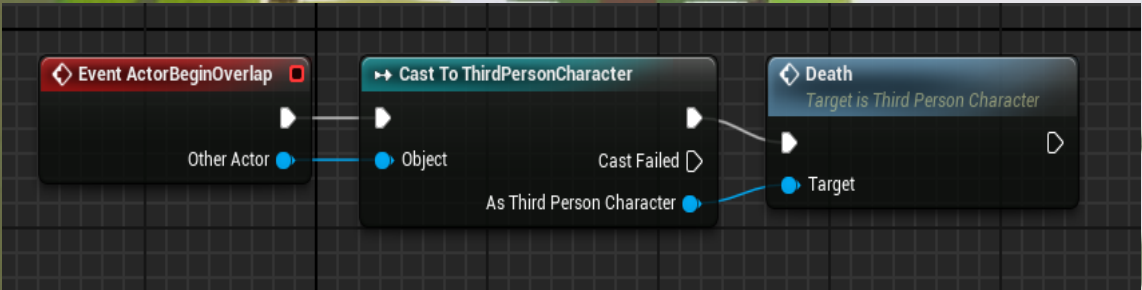 Event ActorBeginOverlap
Other Actor
Cast To ThirdPersonCharacter
Object
Cast Failed
As Third Person Character
Death
Target is Third Person Character
Target